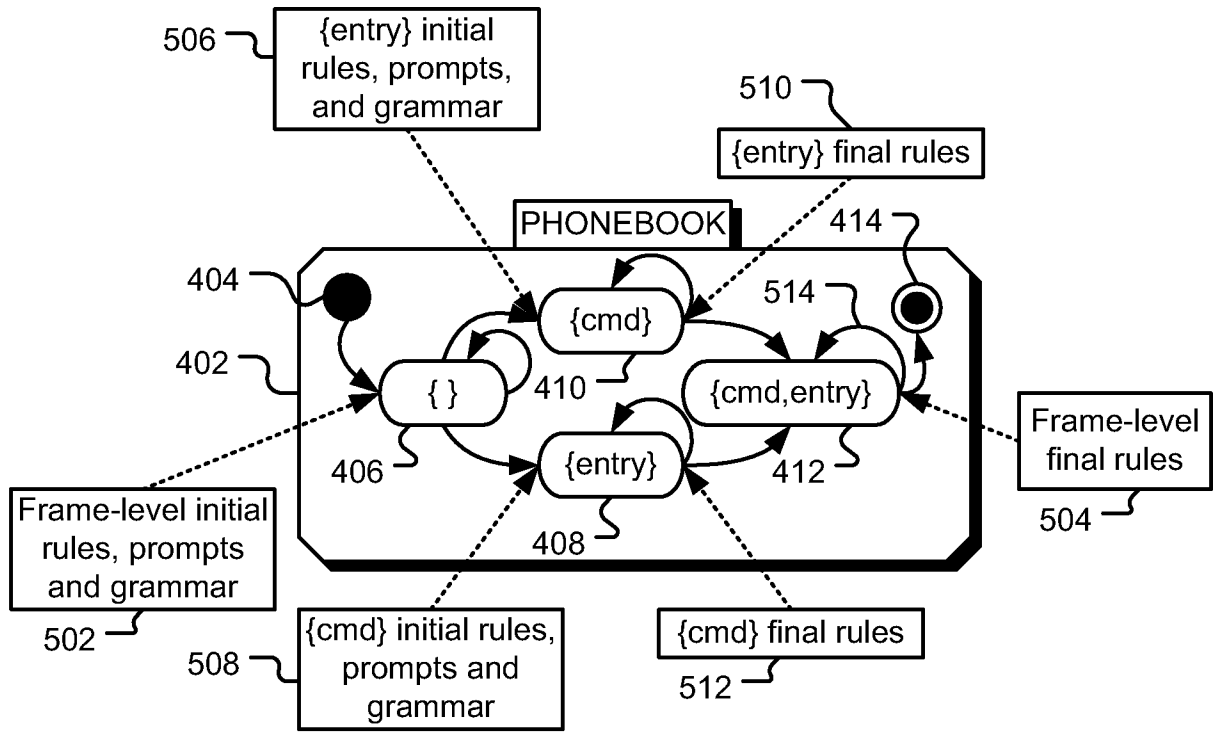 506
{entry} initial
rules, prompts,
and grammar
510
{entry} final rules
PHONEBOOK
414
404
{cmd}
514
402
{ }
410
{cmd,entry}
406
{entry}
412
Frame-level
final rules
504
408
Frame-level initial
rules, prompts
and grammar
502
{cmd} initial rules,
prompts and
grammar
508
{cmd} final rules
512